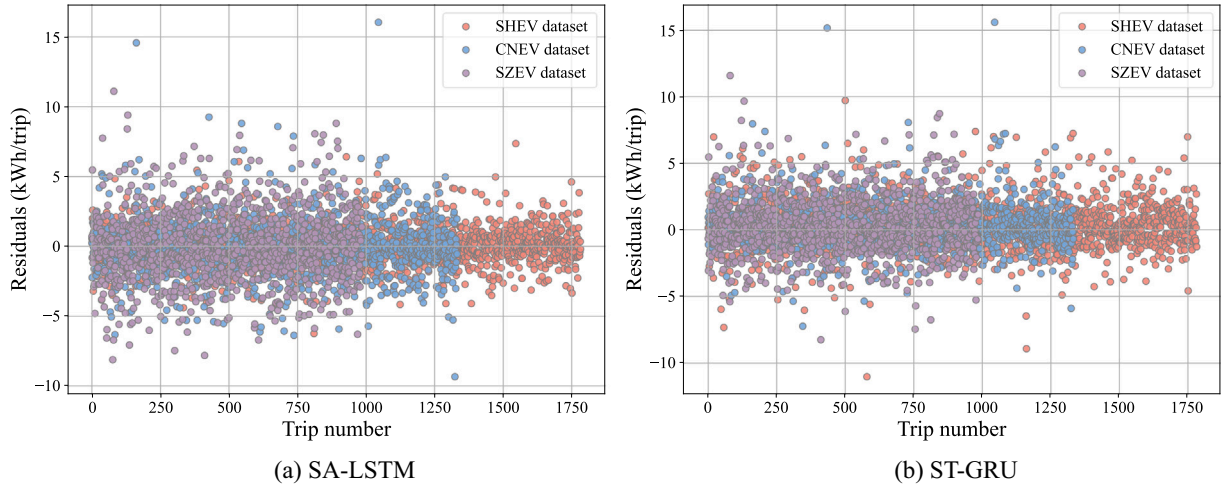 SHEV dataset
CNEV dataset
SZEV dataset
15
10
5
0
−5
−10
Residuals (kWh/trip)
0 250 500 750 1000 1250 1500 1750
Trip number
(a) SA-LSTM
SHEV dataset
CNEV dataset
SZEV dataset
15
10
5
0
−5
−10
Residuals (kWh/trip)
0 250 500 750 1000 1250 1500 1750
Trip number
(b) ST-GRU